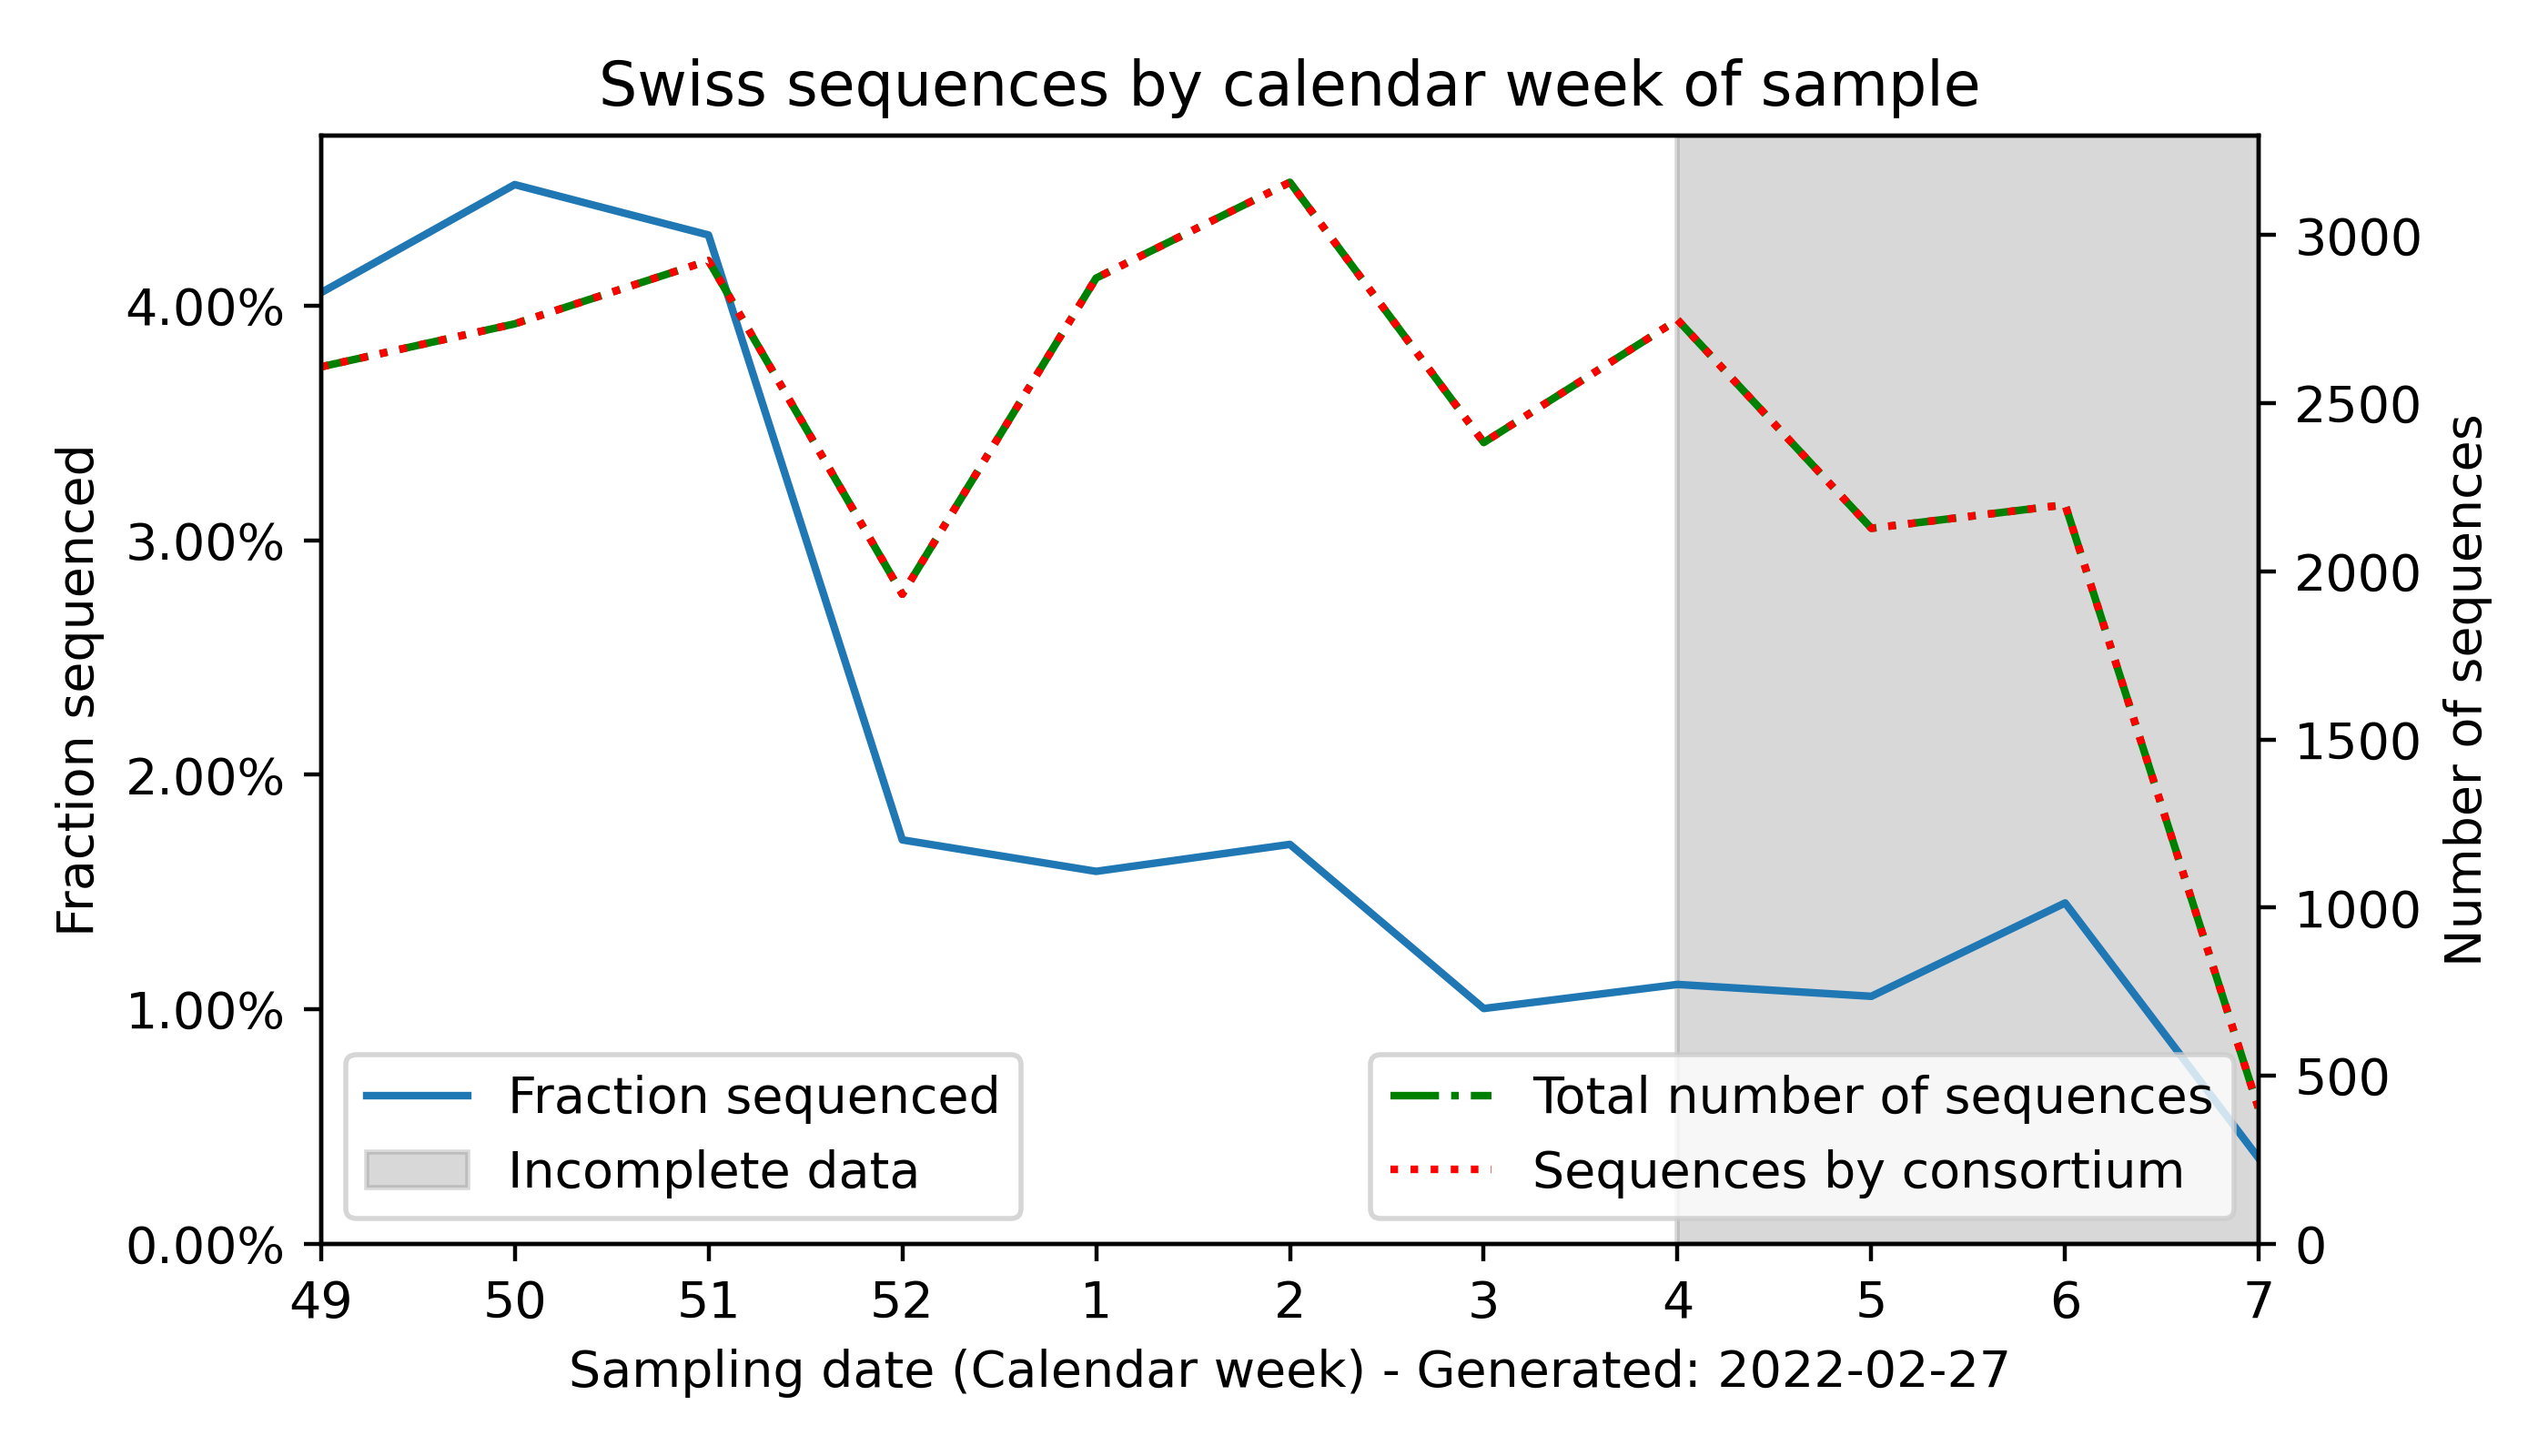 Swiss sequences by calendar week of sample
Fraction sequenced
4.00%
3.00%
2.00%
1.00%
0.00%
3000
2500
2000
1500
1000
500
0
Number of sequences
Fraction sequenced
Incomplete data
Total number of sequences
Sequences by consortium
49 50 51 52 1 2 3 4 5 6 7
Sampling date (Calendar week) - Generated: 2022-02-27